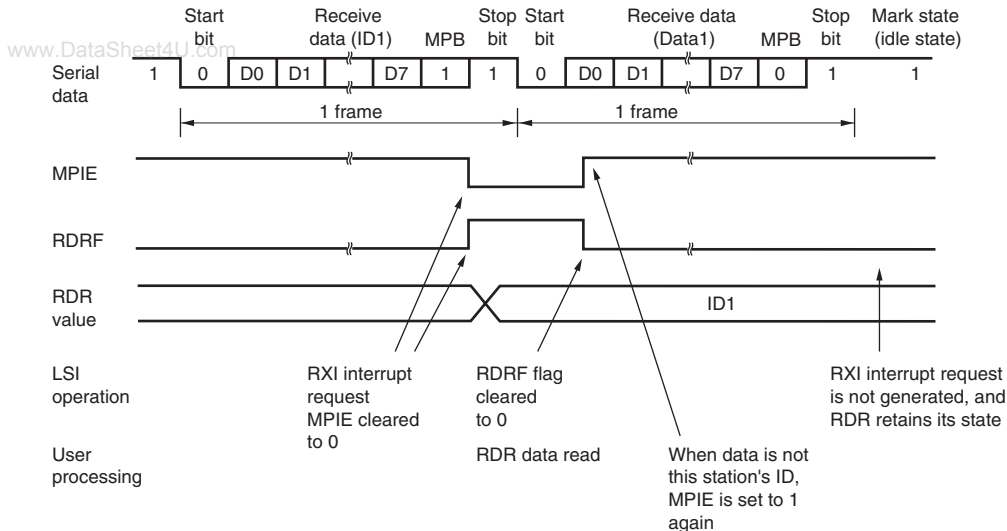 Start
bit
Receive
data (ID1)
MPB
Stop
bit
Start
bit
Receive data
(Data1)
MPB
Stop
bit
Mark state
(idle state)
www.DataSheet4U.com
Serial
data
1 0 D0 D1 D7 1 1 0 D0 D1 D7 0 1 1
1 frame 1 frame
MPIE
RDRF
RDR
value
ID1
LSI
operation
RXI interrupt
request
MPIE cleared
to 0
RDRF flag
cleared
to 0
RXI interrupt request
is not generated, and
RDR retains its state
User
processing
RDR data read
When data is not
this station's ID,
MPIE is set to 1
again